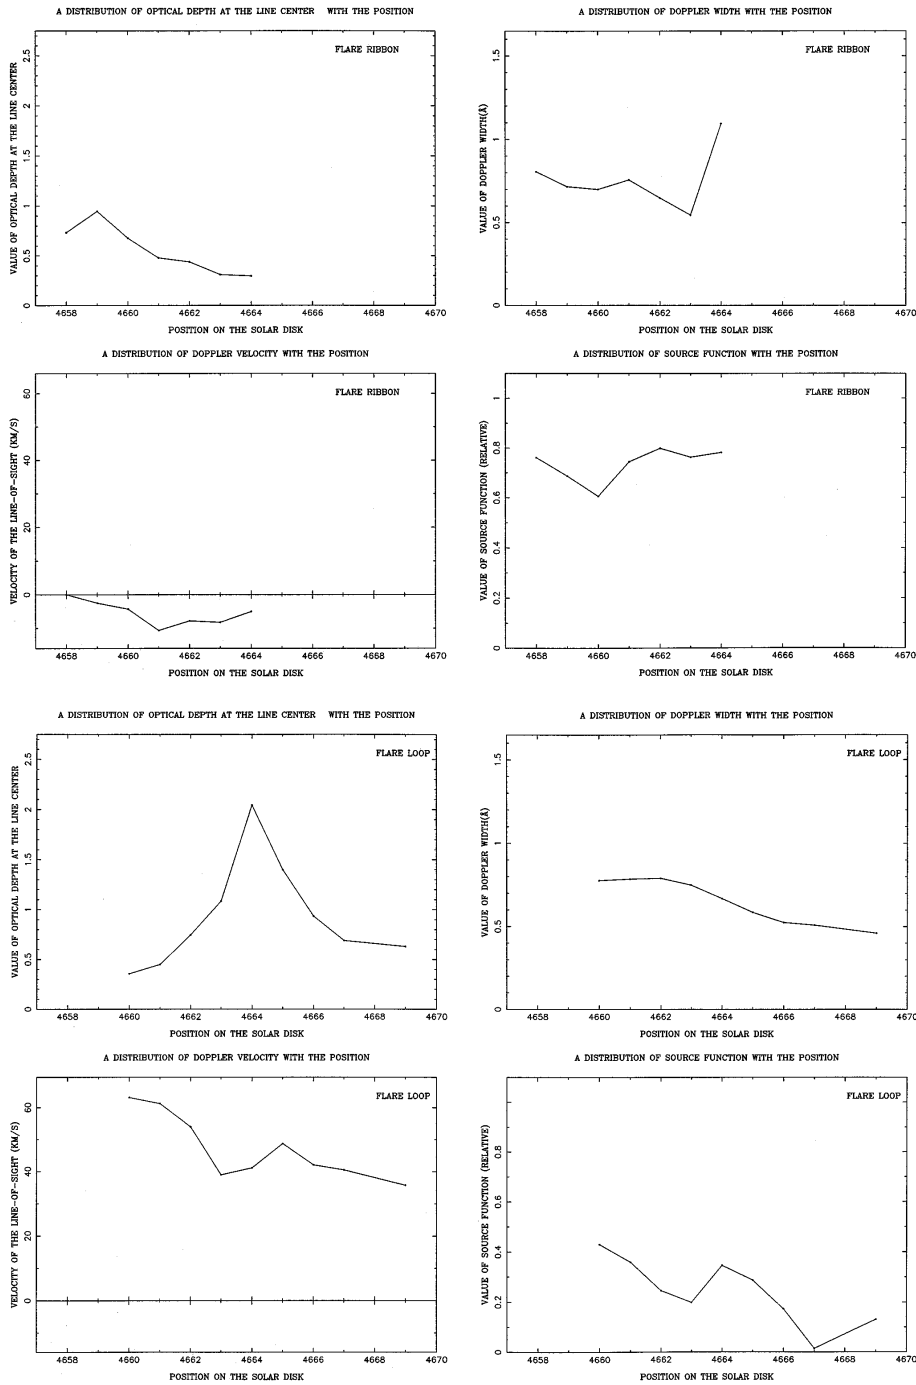 A DISTRIBUTION OF OPTICAL DEPTH AT THE LINE CENTER WITH THE POSITION
FLARE RIBBON
VALUE OF OPTICAL DEPTH AT THE LINE CENTER
0 0.5 1 1.5 2 2.5
4658 4660 4662 4664 4666 4668 4670
POSITION ON THE SOLAR DISK
A DISTRIBUTION OF DOPPLER WIDTH WITH THE POSITION
FLARE RIBBON
VALUE OF DOPPLER WIDTH(Å)
0 0.5 1 1.5
4658 4660 4662 4664 4666 4668 4670
POSITION ON THE SOLAR DISK
A DISTRIBUTION OF DOPPLER VELOCITY WITH THE POSITION
FLARE RIBBON
VELOCITY OF THE LINE-OF-SIGHT (KM/S)
0 20 40 60
4658 4660 4662 4664 4666 4668 4670
POSITION ON THE SOLAR DISK
A DISTRIBUTION OF SOURCE FUNCTION WITH THE POSITION
FLARE RIBBON
VALUE OF SOURCE FUNCTION (RELATIVE)
0 0.2 0.4 0.6 0.8 1
4658 4660 4662 4664 4666 4668 4670
POSITION ON THE SOLAR DISK
A DISTRIBUTION OF OPTICAL DEPTH AT THE LINE CENTER WITH THE POSITION
FLARE LOOP
VALUE OF OPTICAL DEPTH AT THE LINE CENTER
0 0.5 1 1.5 2 2.5
4658 4660 4662 4664 4666 4668 4670
POSITION ON THE SOLAR DISK
A DISTRIBUTION OF DOPPLER WIDTH WITH THE POSITION
FLARE LOOP
VALUE OF DOPPLER WIDTH(Å)
0 0.5 1 1.5
4658 4660 4662 4664 4666 4668 4670
POSITION ON THE SOLAR DISK
A DISTRIBUTION OF DOPPLER VELOCITY WITH THE POSITION
FLARE LOOP
VELOCITY OF THE LINE-OF-SIGHT (KM/S)
0 20 40 60
4658 4660 4662 4664 4666 4668 4670
POSITION ON THE SOLAR DISK
A DISTRIBUTION OF SOURCE FUNCTION WITH THE POSITION
FLARE LOOP
VALUE OF SOURCE FUNCTION (RELATIVE)
0 0.2 0.4 0.6 0.8 1
4658 4660 4662 4664 4666 4668 4670
POSITION ON THE SOLAR DISK